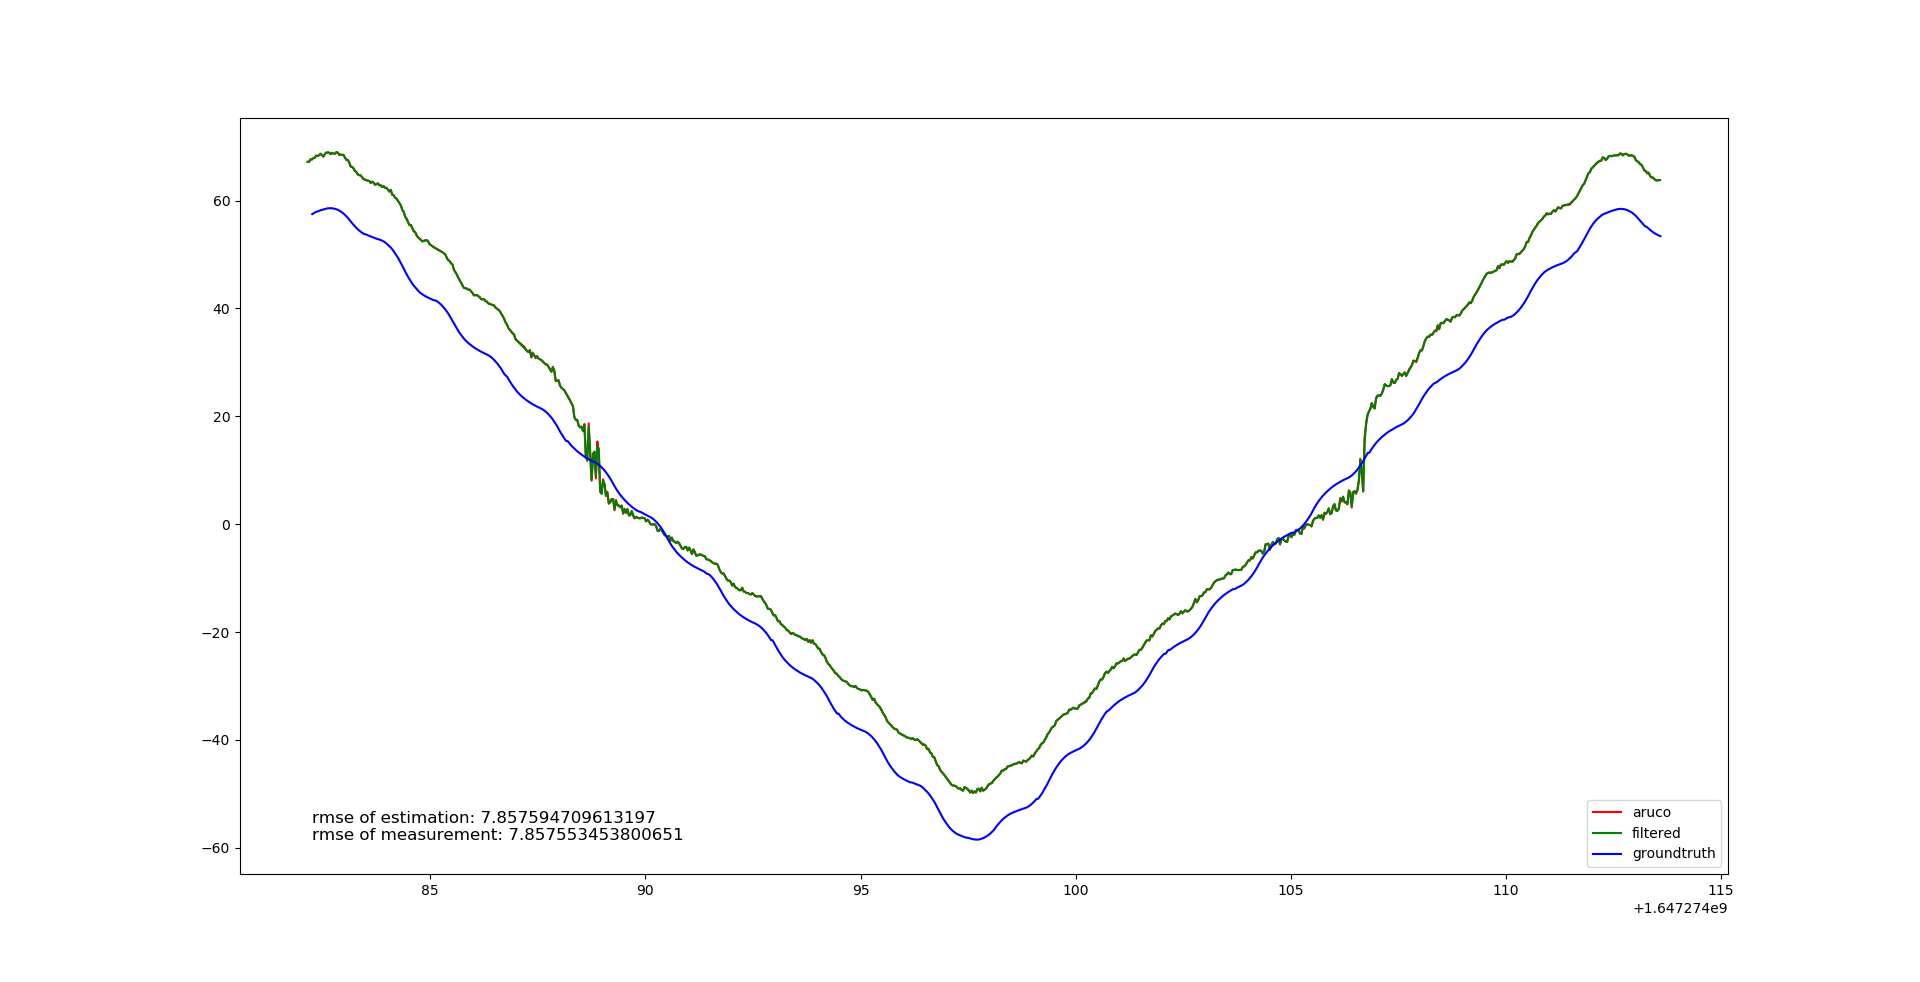 60
40
20
0
−20
−40
−60
rmse of estimation: 7.857594709613197
rmse of measurement: 7.857553453800651
aruco
filtered
groundtruth
85 90 95 100 105 110 115
+1.647274e9